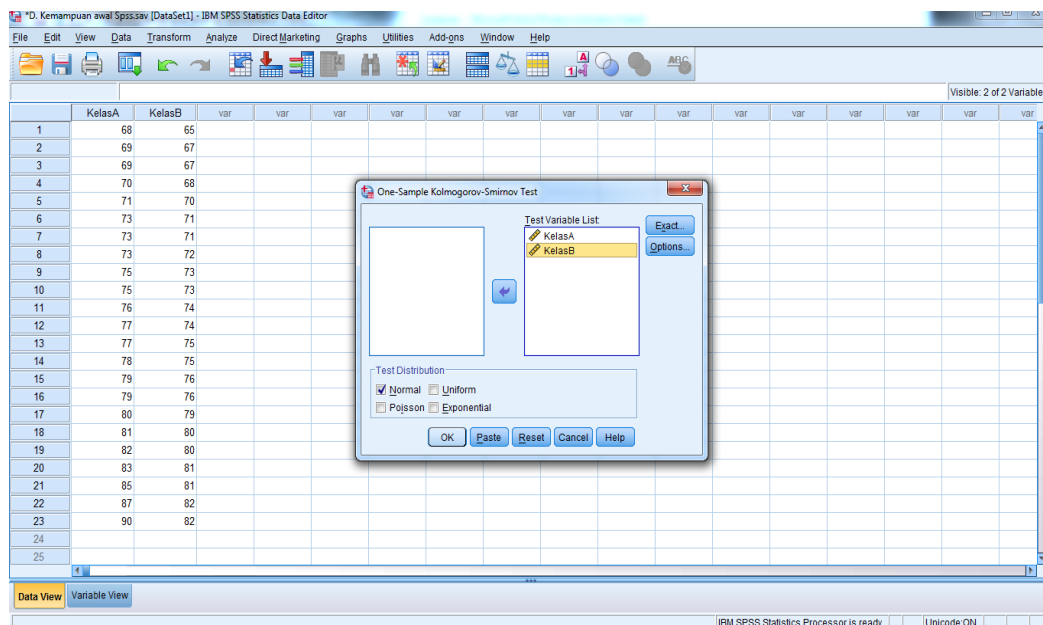 *D. Kemampuan awal Spss.sav [DataSet1] - IBM SPSS Statistics Data Editor
File Edit View Data Transform Analyze Direct Marketing Graphs Utilities Add-ons Window Help
Visible: 2 of 2 Variable
KelasA KelasB var var var var var var var var var var var var var var var
1 68 65
2 69 67
3 69 67
4 70 68
5 71 70
6 73 71
7 73 71
8 73 72
9 75 73
10 75 73
11 76 74
12 77 74
13 77 75
14 78 75
15 79 76
16 79 76
17 80 79
18 81 80
19 82 80
20 83 81
21 85 81
22 87 82
23 90 82
24
25
One-Sample Kolmogorov-Smirnov Test
Test Variable List:
KelasA
KelasB
Exact...
Options...
Test Distribution
Normal Uniform
Poisson Exponential
OK Paste Reset Cancel Help
Data View Variable View
IBM SPSS Statistics Processor is ready Unicode:ON